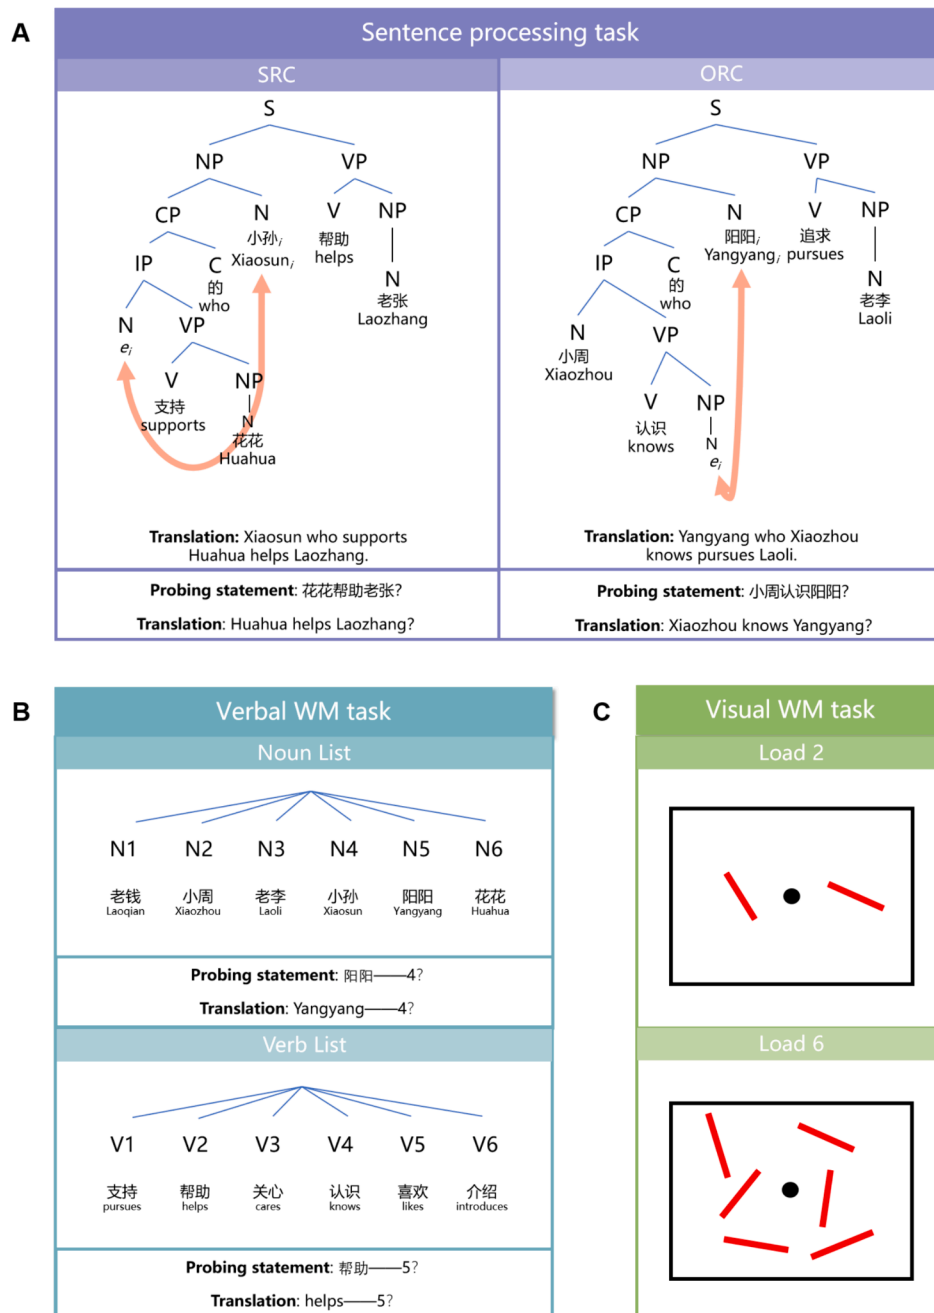 A
Sentence processing task
SRC
S
NP VP
CP N V NP
小孙i 帮助
Xiaosuni helps
IP C N
的 老张
who Laozhang
N VP
ei
V NP
支持 N
supports 花花
Huahua
Translation: Xiaosun who supports
Huahua helps Laozhang.
Probing statement: 花花帮助老张?
Translation: Huahua helps Laozhang?
ORC
S
NP VP
CP N V NP
阳阳i 追求
Yangyangi pursues
IP C N
的 老李
who Laoli
N VP
小周
Xiaozhou
V NP
认识 N
knows ei
Translation: Yangyang who Xiaozhou
knows pursues Laoli.
Probing statement: 小周认识阳阳?
Translation: Xiaozhou knows Yangyang?
B
Verbal WM task
Noun List
N1 N2 N3 N4 N5 N6
老钱 小周 老李 小孙 阳阳 花花
Laoqian Xiaozhou Laoli Xiaosun Yangyang Huahua
Probing statement: 阳阳——4?
Translation: Yangyang——4?
Verb List
V1 V2 V3 V4 V5 V6
支持 帮助 关心 认识 喜欢 介绍
pursues helps cares knows likes introduces
Probing statement: 帮助——5?
Translation: helps——5?
C
Visual WM task
Load 2
Load 6